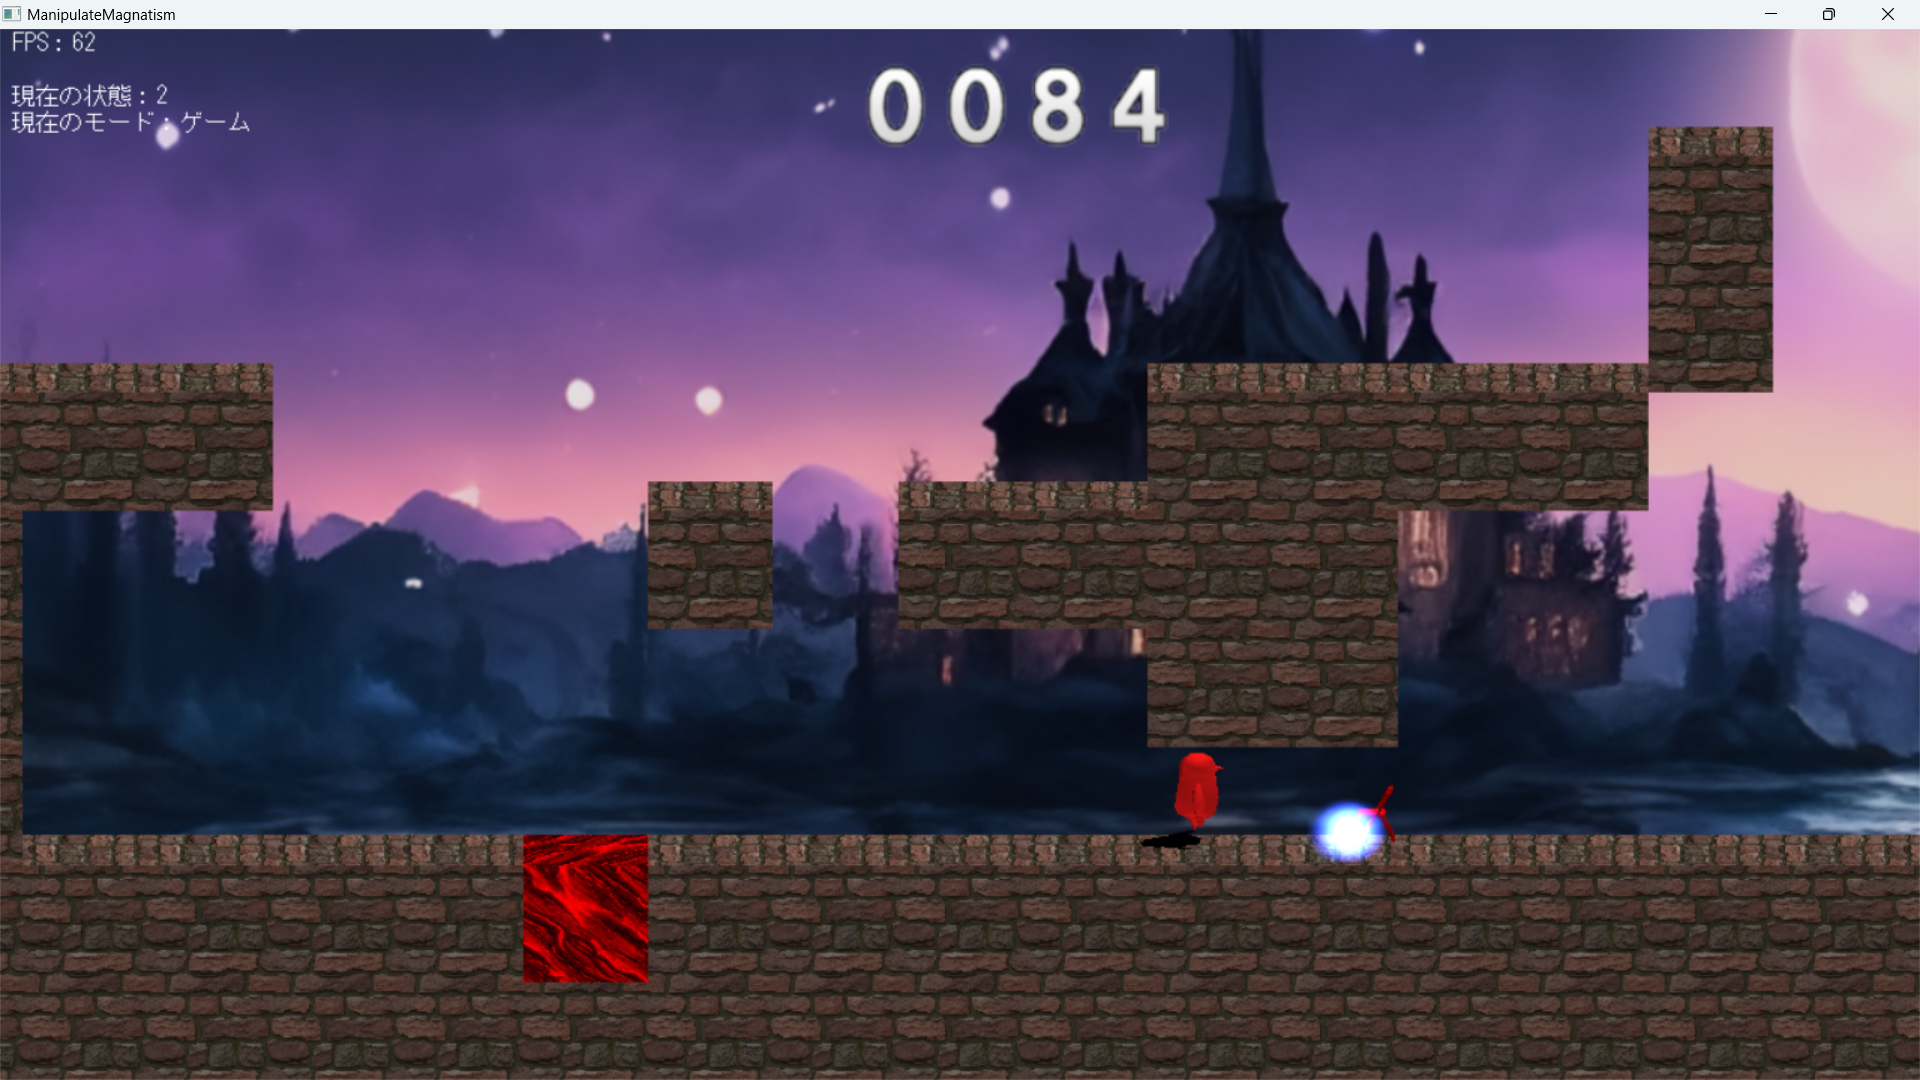 ManipulateMagnatism
FPS : 62
現在の状態 : 2
現在のモード : ゲーム
0084